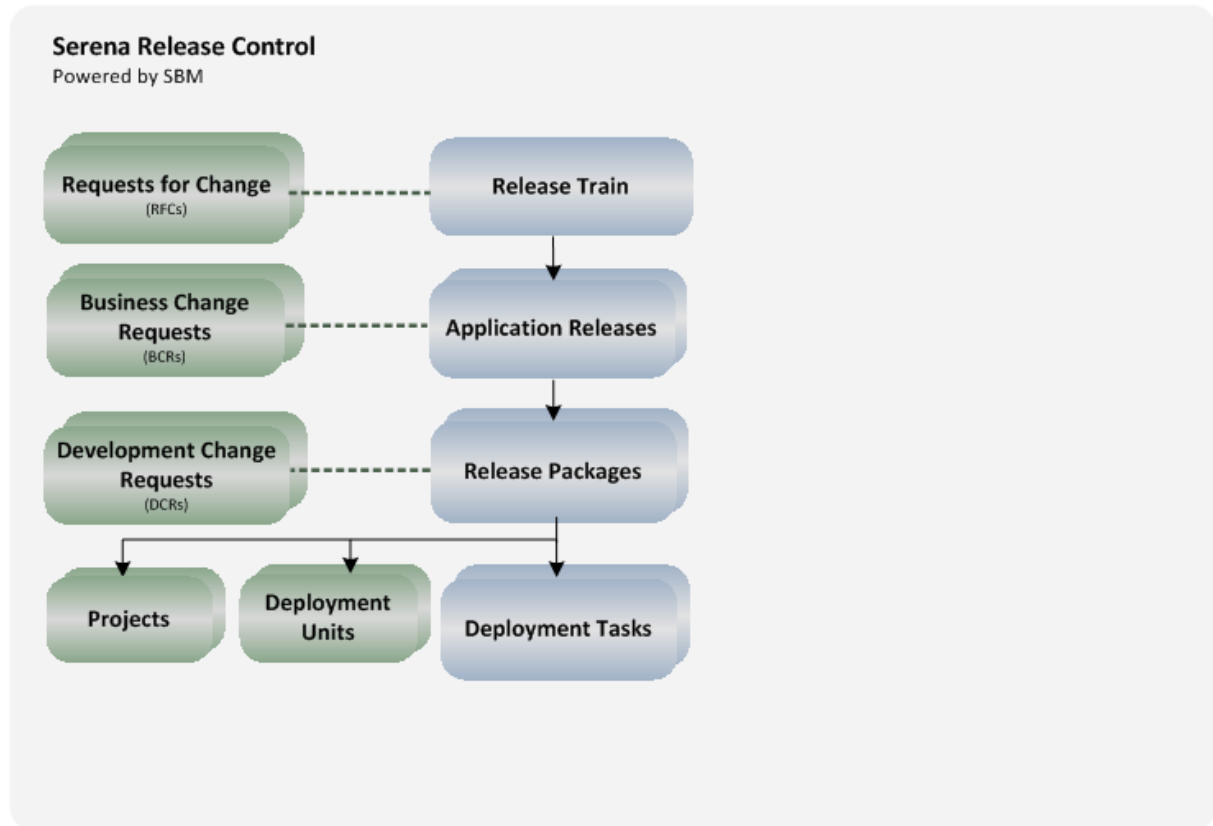 Serena Release Control
Powered by SBM
Requests for Change
(RFCs)
Release Train
Business Change
Requests
(BCRs)
Application Releases
Development Change
Requests
(DCRs)
Release Packages
Projects
Deployment
Units
Deployment Tasks